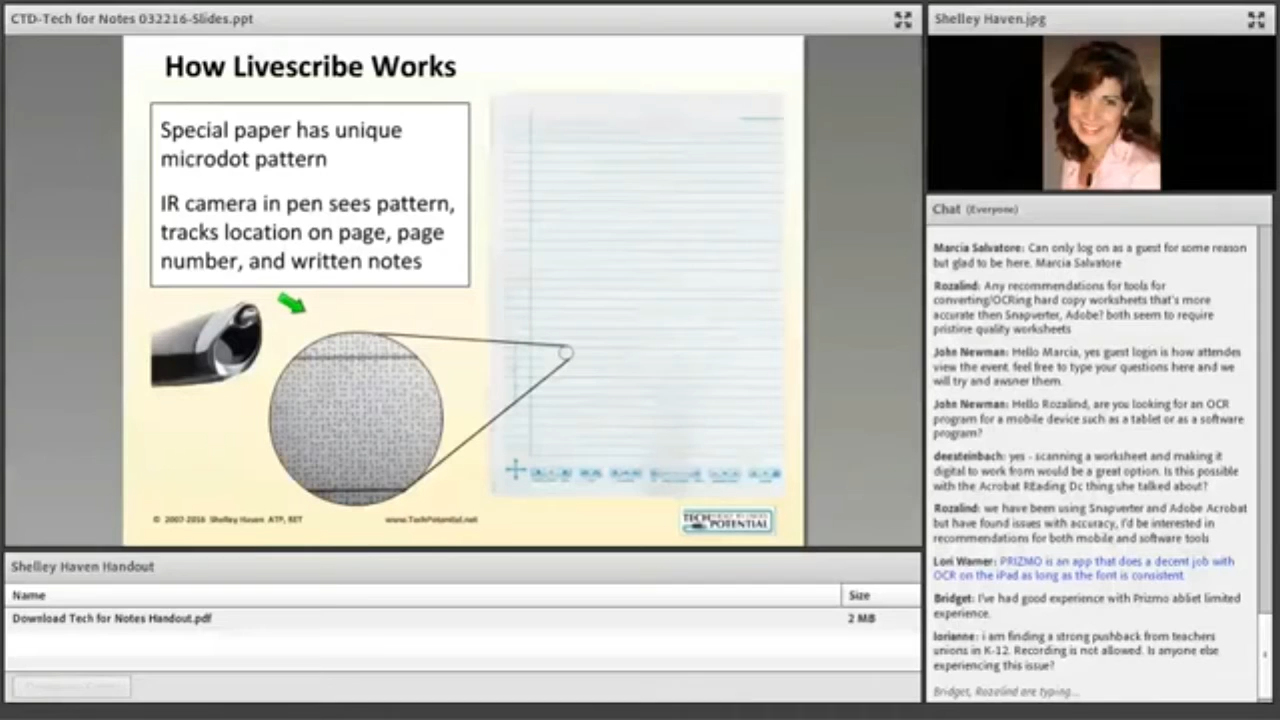 CTD-Tech for Notes 032216-Slides.ppt
How Livescribe Works
Special paper has unique
microdot pattern
IR camera in pen sees pattern,
tracks location on page, page
number, and written notes
© 2007-2016 Shelley Haven ATP, RET
www.TechPotential.net
TECH
POTENTIAL
Shelley Haven Handout
Name
Size
Download Tech for Notes Handout.pdf
2 MB
Shelley Haven.jpg
Chat (Everyone)
Marcia Salvatore: Can only log on as a guest for some reason
but glad to be here. Marcia Salvatore
Rozalind: Any recommendations for tools for
converting/OCRing hard copy worksheets that's more
accurate then Snapverter, Adobe? both seem to require
pristine quality worksheets
John Newman: Hello Marcia, yes guest login is how attendes
view the event. feel free to type your questions here and we
will try and awsner them.
John Newman: Hello Rozalind, are you looking for an OCR
program for a mobile device such as a tablet or as a software
program?
deesteinbach: yes - scanning a worksheet and making it
digital to work from would be a great option. Is this possible
with the Acrobat REading Dc thing she talked about?
Rozalind: we have been using Snapverter and Adobe Acrobat
but have found issues with accuracy, I'd be interested in
recommendations for both mobile and software tools
Lori Warner: PRIZMO is an app that does a decent job with
OCR on the iPad as long as the font is consistent.
Bridget: I've had good experience with Prizmo abliet limited
experience.
lorianne: i am finding a strong pushback from teachers
unions in K-12. Recording is not allowed. Is anyone else
experiencing this issue?
Bridget, Rozalind are typing...